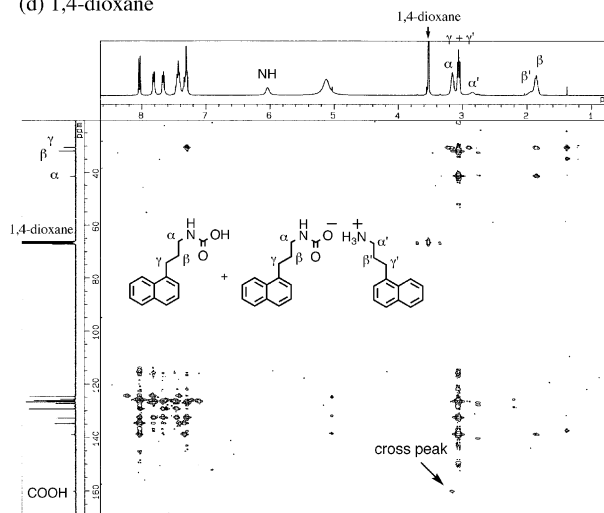 (d) 1,4-dioxane
1,4-dioxane
γ + γ'
α
α'
β
β'
NH
8 7 6 5 4 3 2 1
ppm
γ
β
α
1,4-dioxane
40
60
80
100
120
140
160
H
α N OH
γ β O
+
H
α N O −
γ β O
+
H3N α'
β' γ'
cross peak
COOH